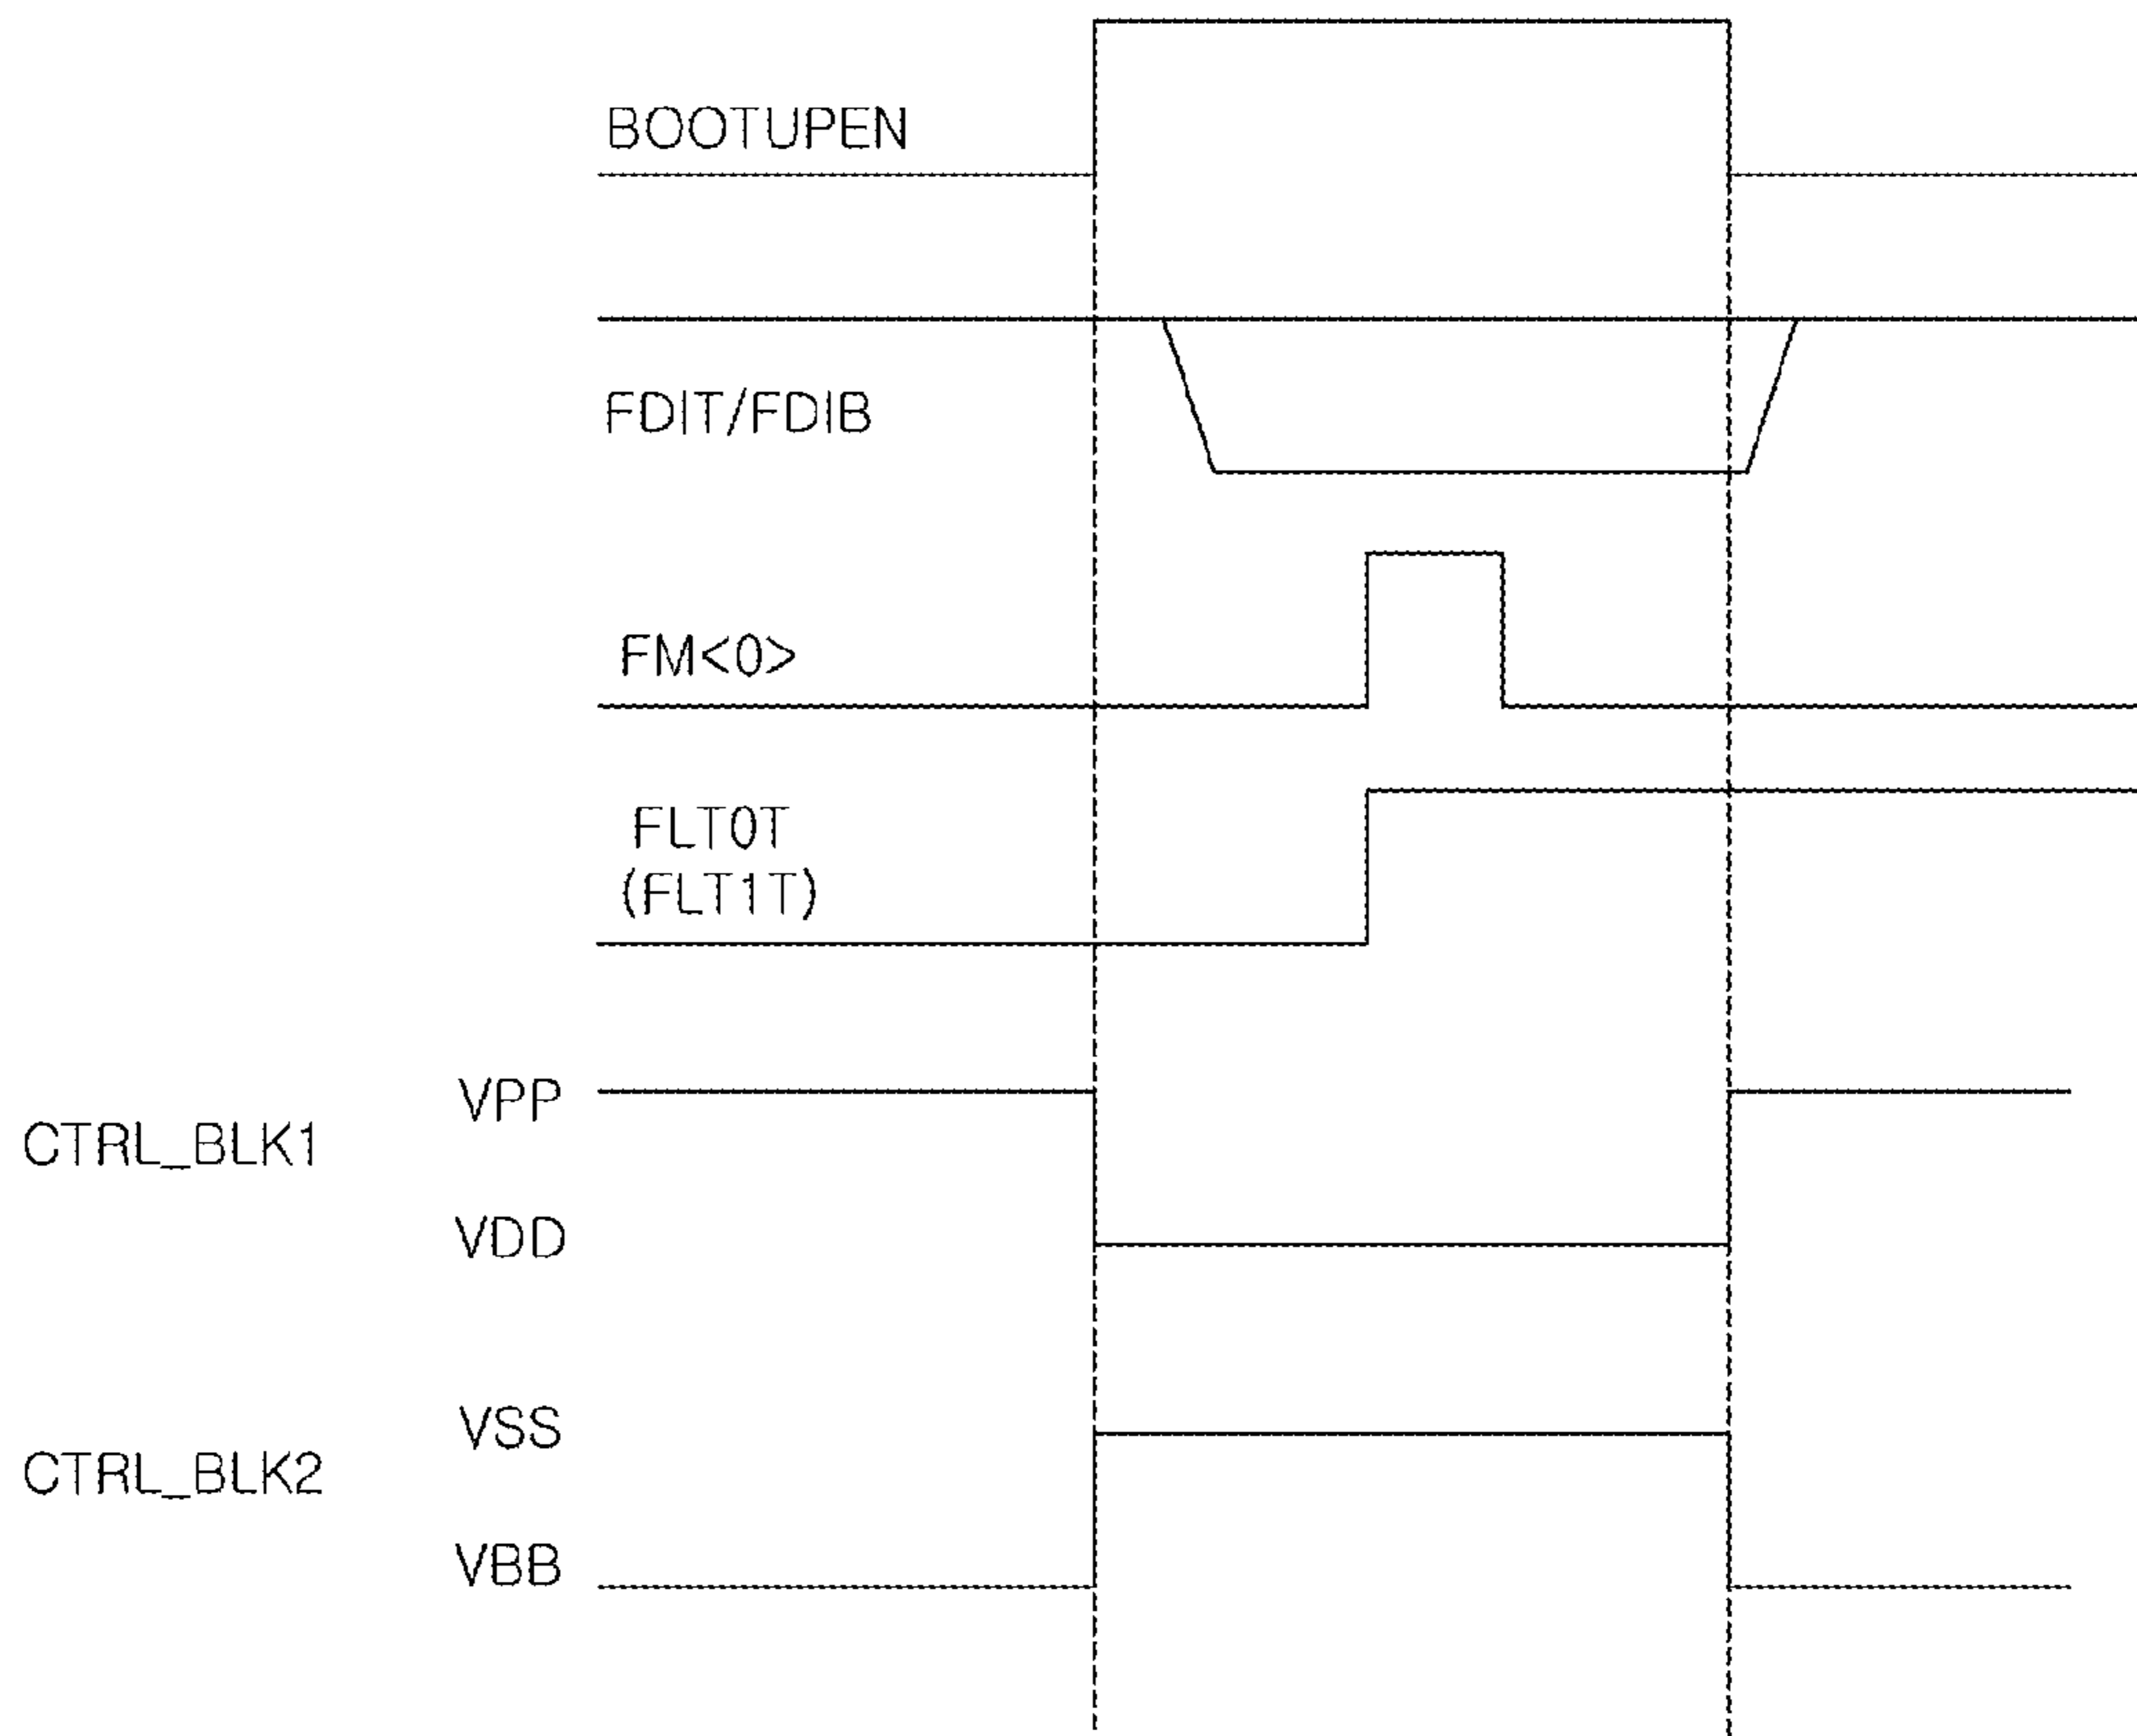 BOOTUPEN
FDIT/FDIB
FM<0>
FLT0T
(FLT1T)
VPP
CTRL_BLK1
VDD
VSS
CTRL_BLK2
VBB